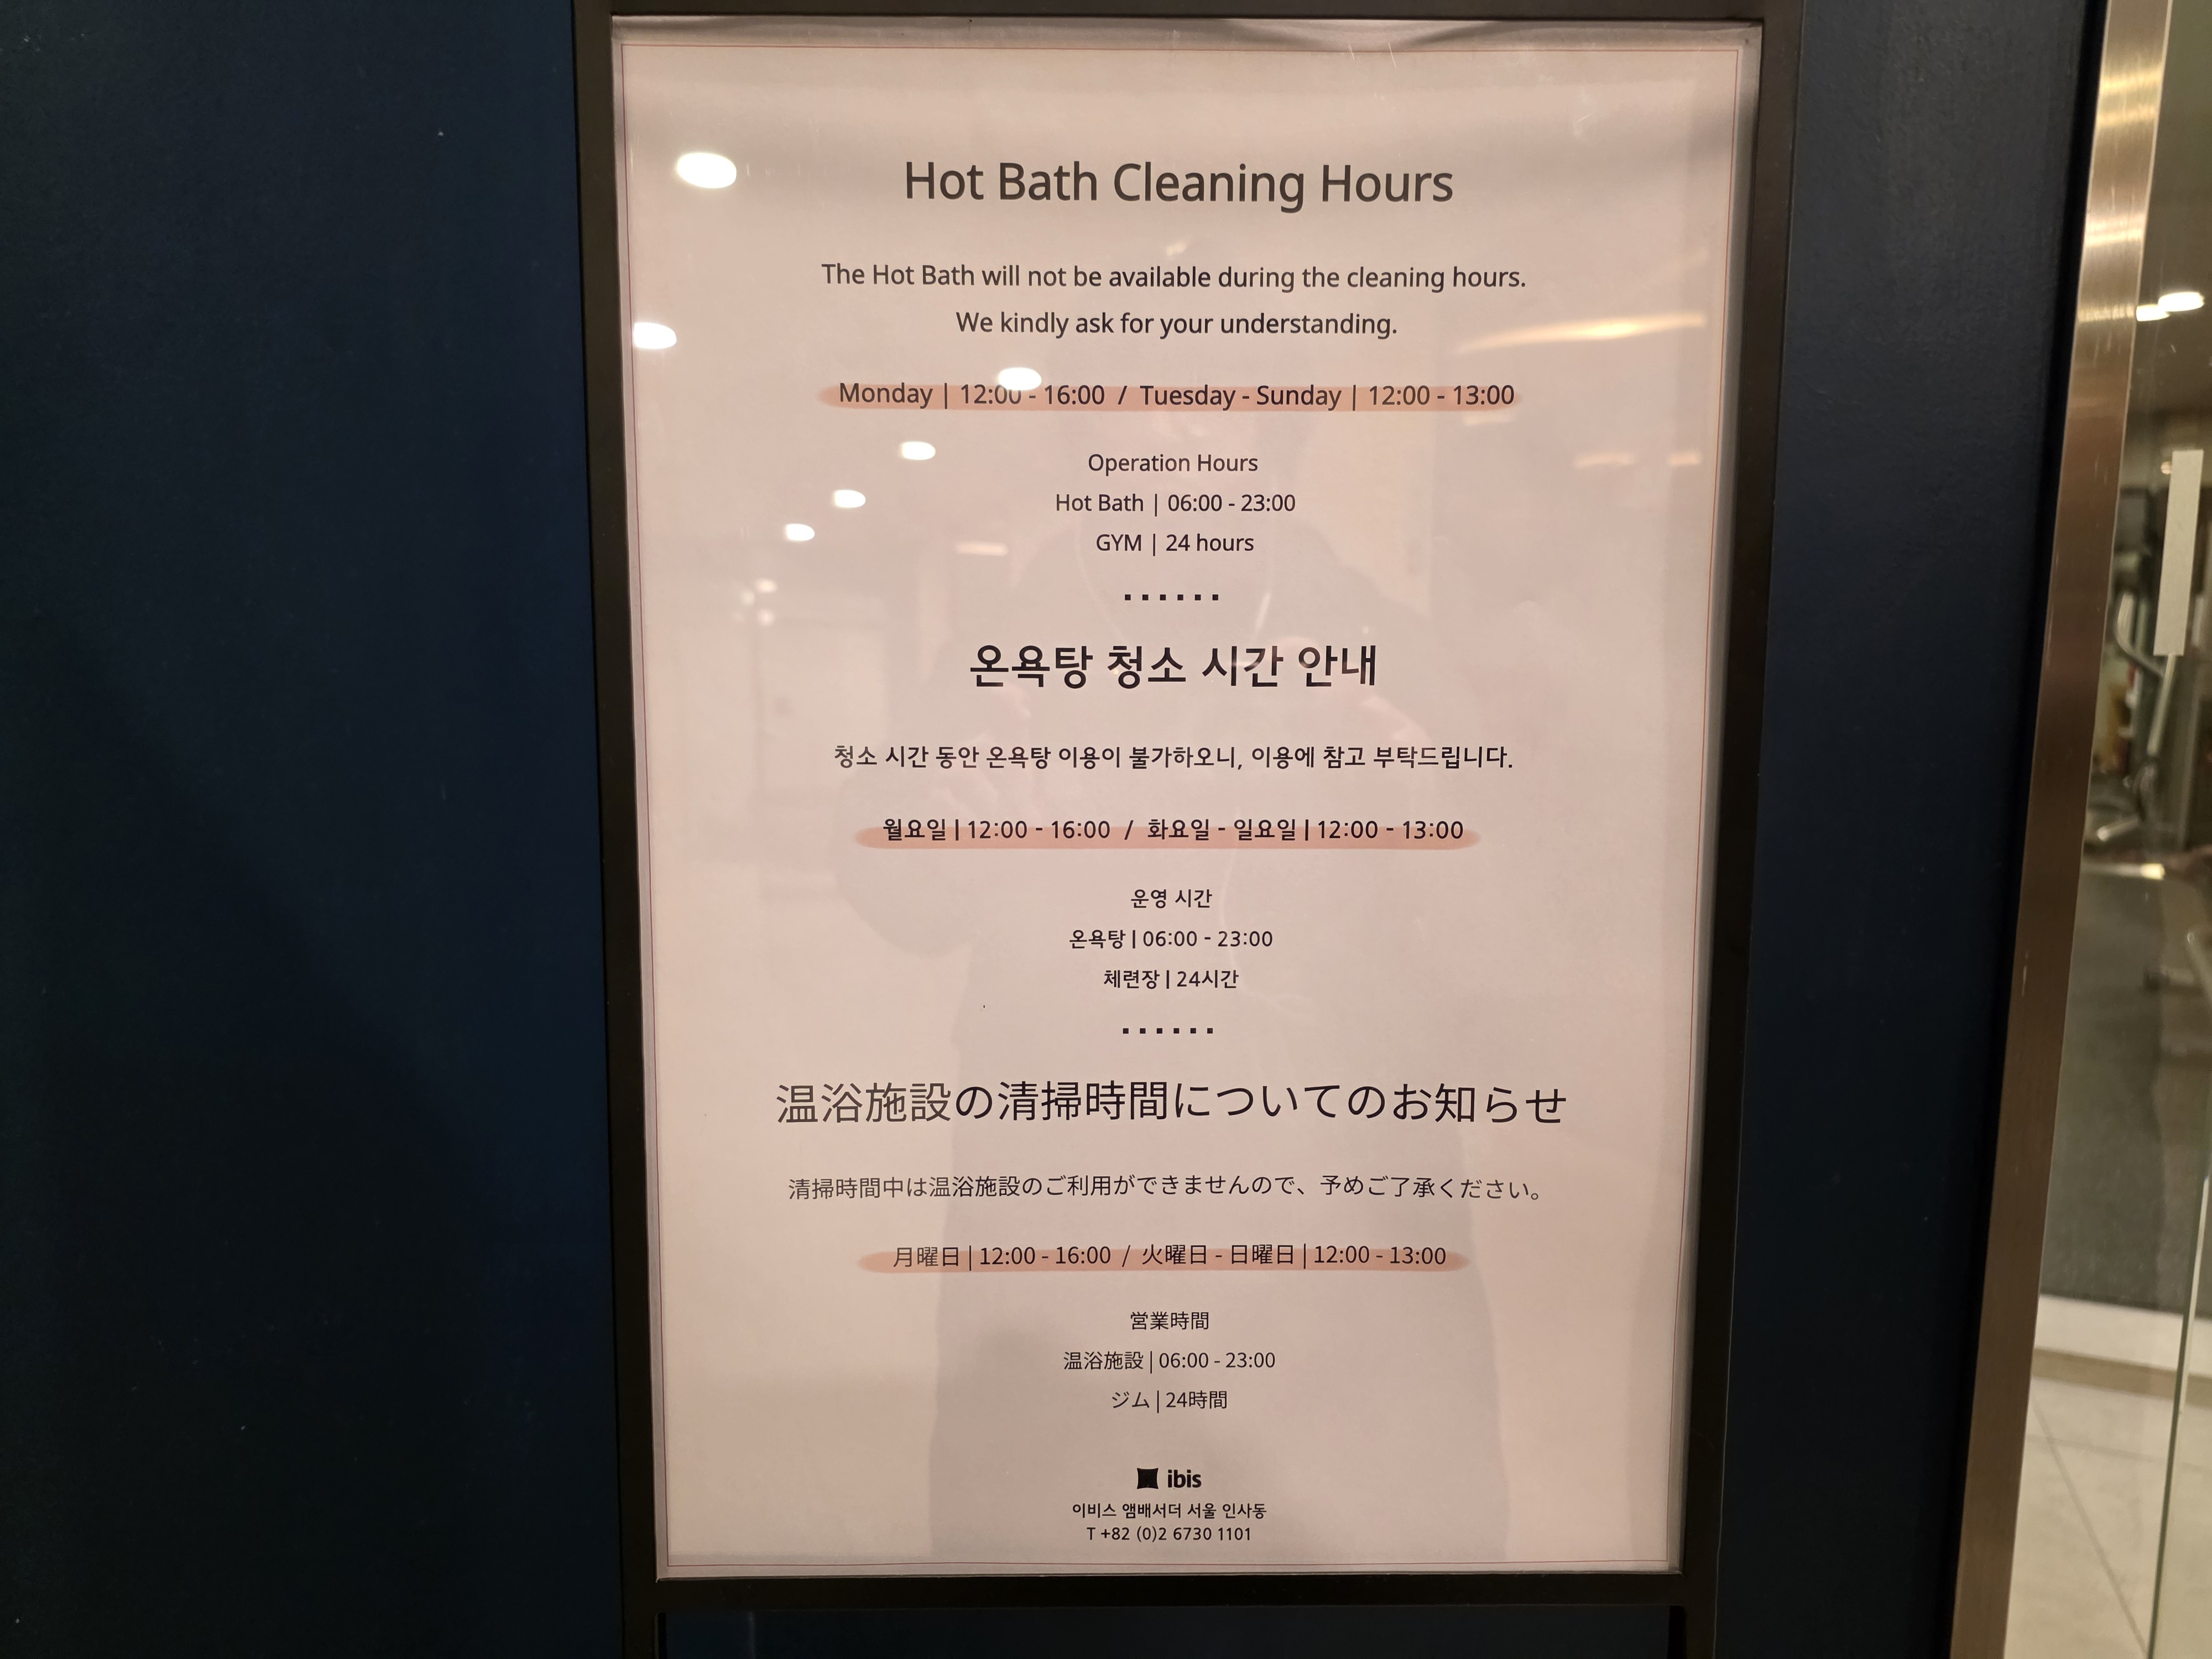 Hot Bath Cleaning Hours
The Hot Bath will not be available during the cleaning hours.
We kindly ask for your understanding.
Monday | 12:00 - 16:00 / Tuesday - Sunday | 12:00 - 13:00
Operation Hours
Hot Bath | 06:00 - 23:00
GYM | 24 hours
온욕탕 청소 시간 안내
청소 시간 동안 온욕탕 이용이 불가하오니, 이용에 참고 부탁드립니다.
월요일 | 12:00 - 16:00 / 화요일 - 일요일 | 12:00 - 13:00
운영 시간
온욕탕 | 06:00 - 23:00
체련장 | 24시간
温浴施設の清掃時間についてのお知らせ
清掃時間中は温浴施設のご利用ができませんので、予めご了承ください。
月曜日 | 12:00 - 16:00 / 火曜日 - 日曜日 | 12:00 - 13:00
営業時間
温浴施設 | 06:00 - 23:00
ジム | 24時間
ibis
이비스 앰배서더 서울 인사동
T +82 (0)2 6730 1101